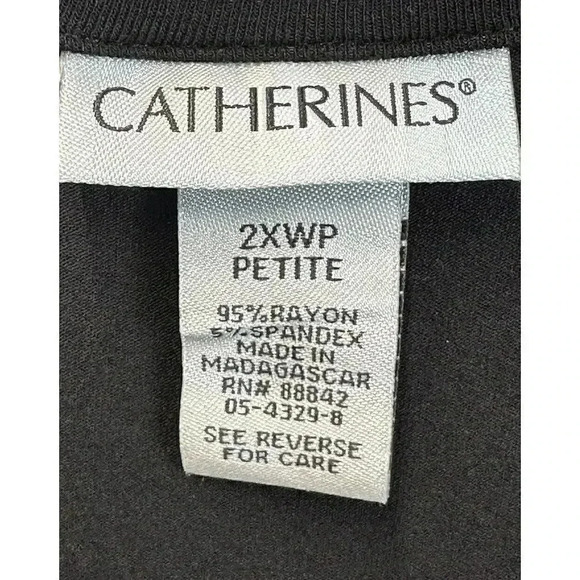 CATHERINES®
2XWP
PETITE
95%RAYON
5%SPANDEX
MADE IN
MADAGASCAR
RN# 88842
05-4329-8
SEE REVERSE
FOR CARE